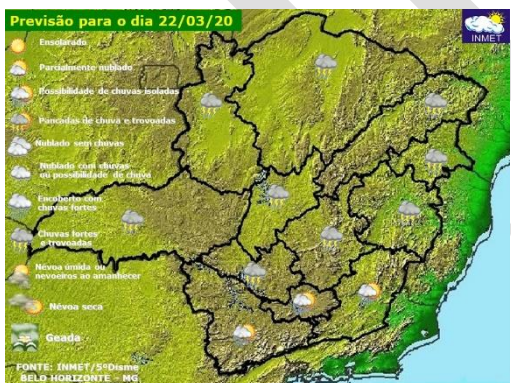 Previsão para o dia 22/03/20
INMET
Ensolarado
Parcialmente nublado
Possibilidade de chuvas isoladas
Pancadas de chuva e trovoadas
Nublado sem chuvas
Nublado com chuvas
ou possibilidade de chuva
Encoberto com
chuvas fortes
Chuvas fortes
e trovoadas
Névoa úmida ou
nevoeiros ao amanhecer
Névoa seca
Geada
FONTE: INMET/5ºDisme
BELO HORIZONTE - MG